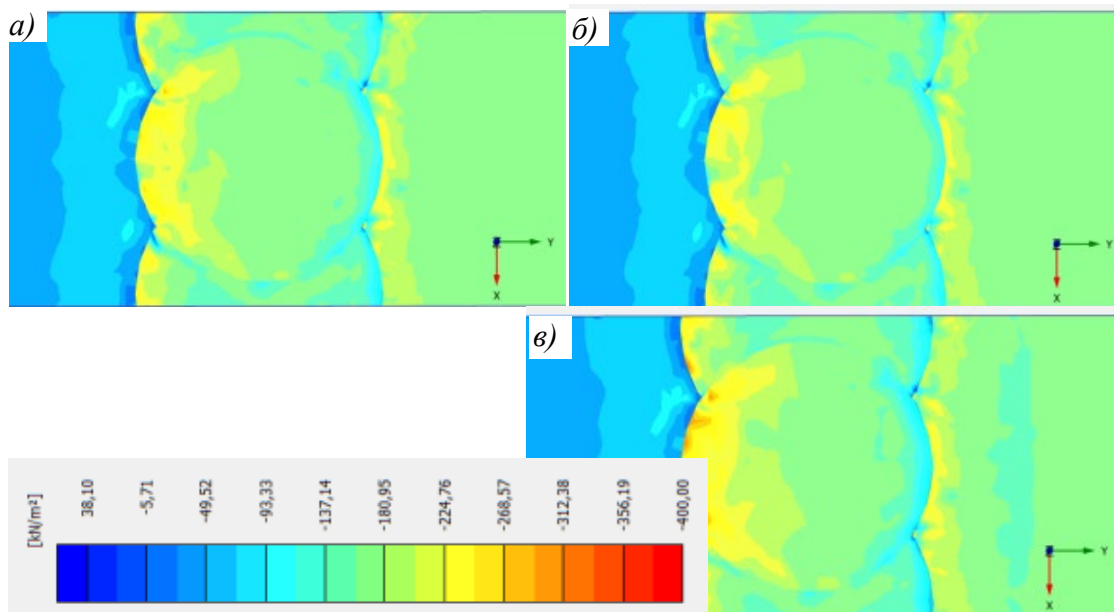 а)
б)
Y
X
Y
X
в)
[kN/m²]
38,10
-5,71
-49,52
-93,33
-137,14
-180,95
-224,76
-268,57
-312,38
-356,19
-400,00
Y
X